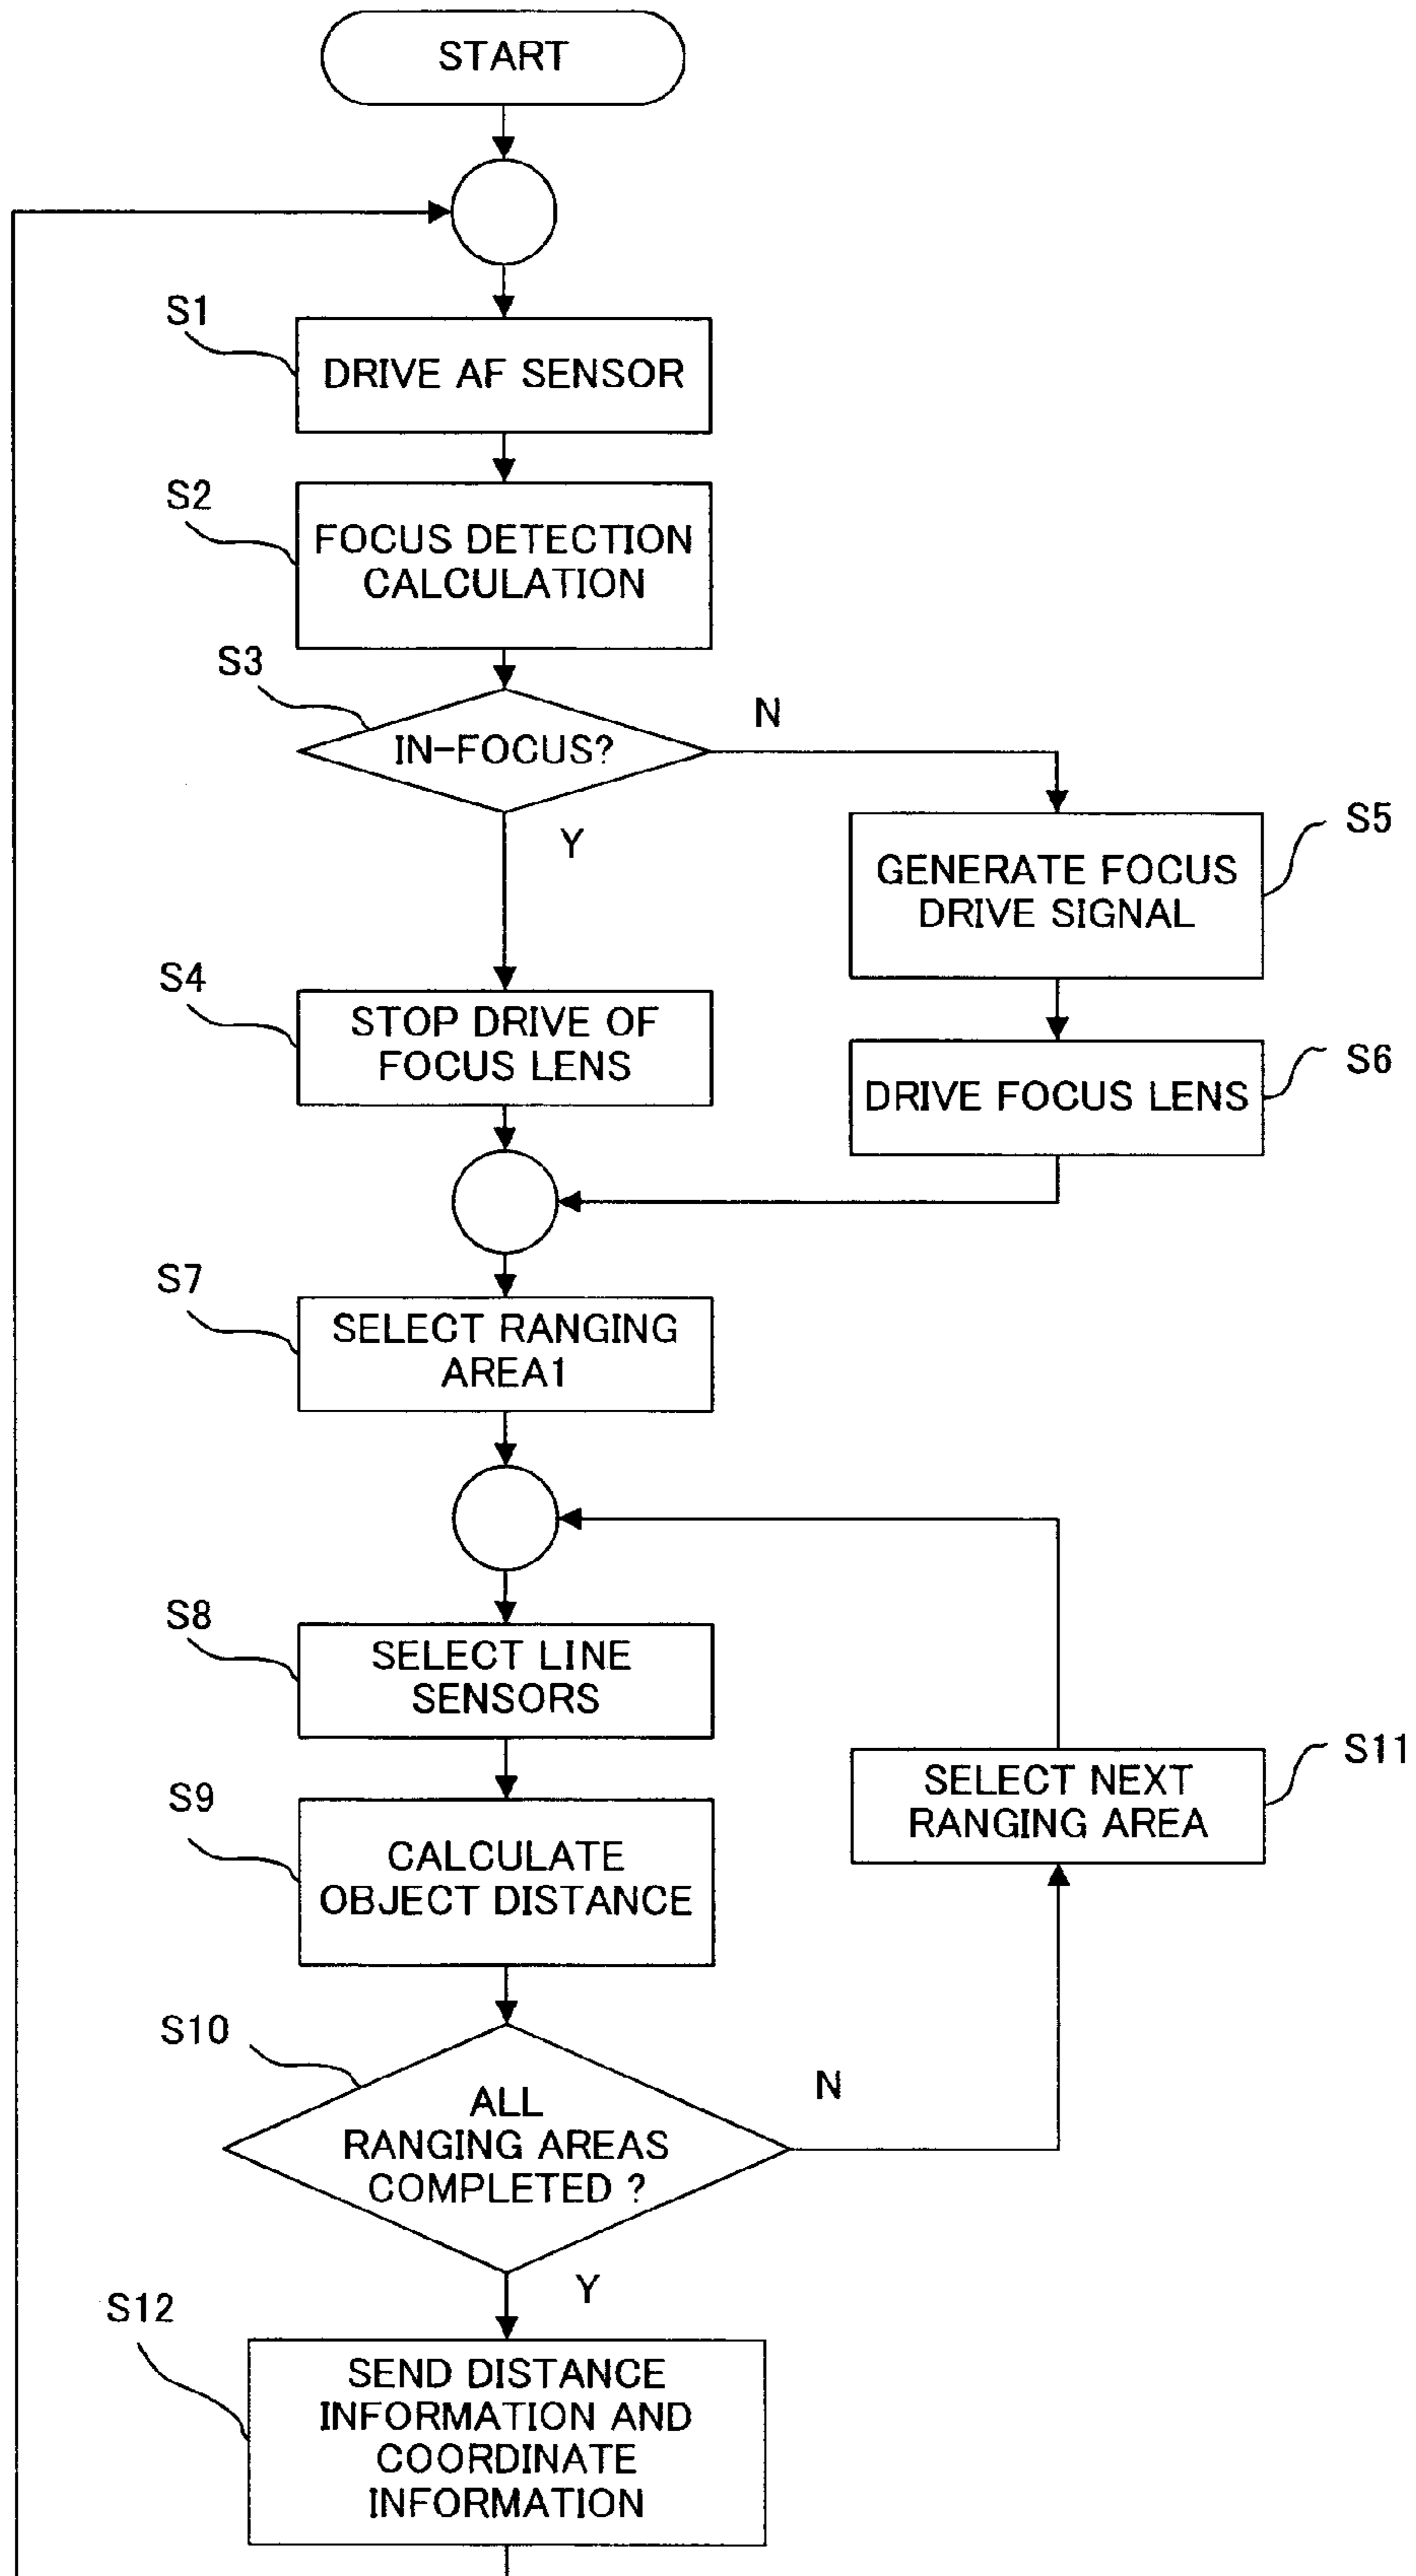 START
S1
DRIVE AF SENSOR
S2
FOCUS DETECTION
CALCULATION
S3
IN-FOCUS?
N
Y
S5
GENERATE FOCUS
DRIVE SIGNAL
S4
STOP DRIVE OF
FOCUS LENS
S6
DRIVE FOCUS LENS
S7
SELECT RANGING
AREA1
S8
SELECT LINE
SENSORS
S11
SELECT NEXT
RANGING AREA
S9
CALCULATE
OBJECT DISTANCE
S10
ALL
RANGING AREAS
COMPLETED ?
N
Y
S12
SEND DISTANCE
INFORMATION AND
COORDINATE
INFORMATION